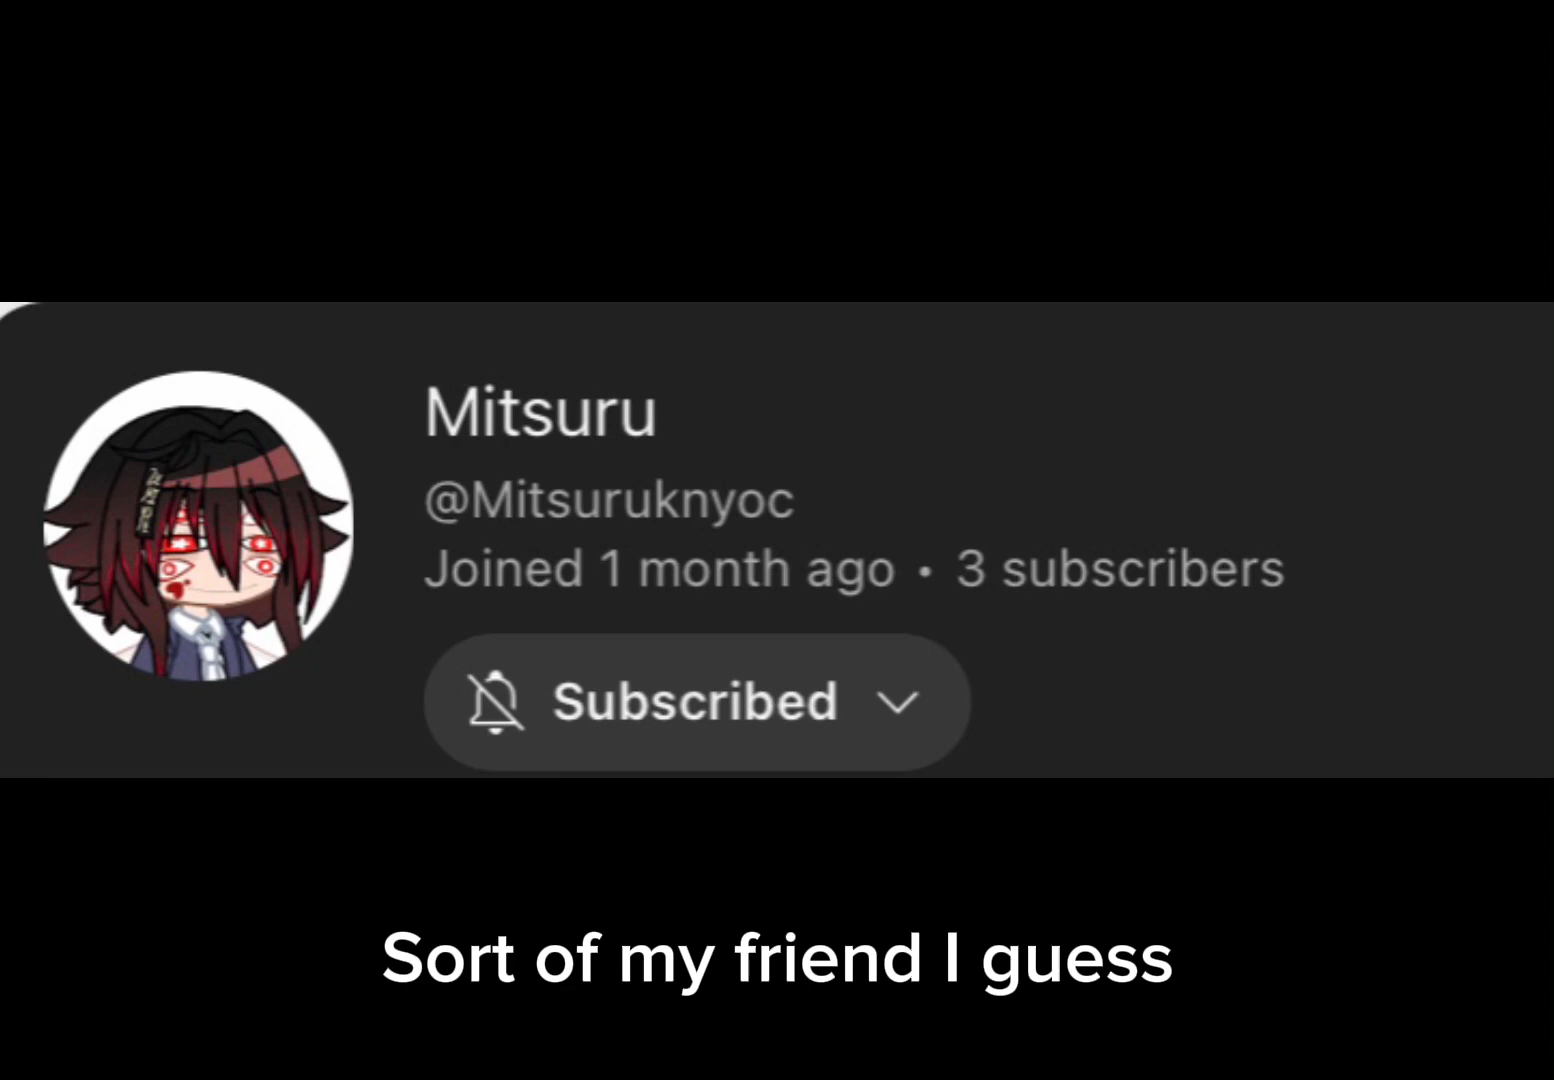 Mitsuru
@Mitsuruknyoc
Joined 1 month ago • 3 subscribers
Subscribed
Sort of my friend I guess